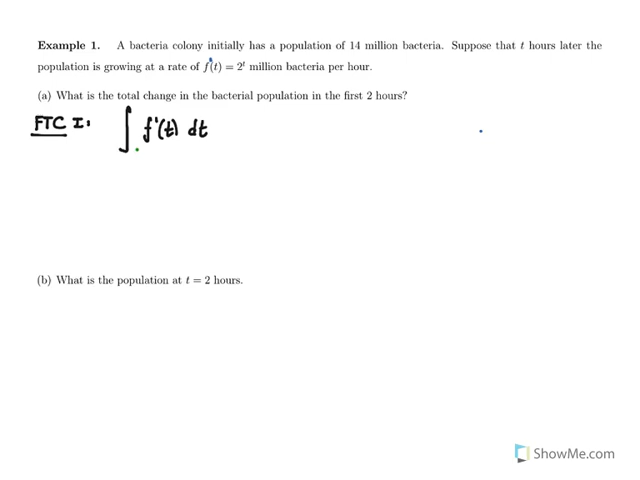 Example 1. A bacteria colony initially has a population of 14 million bacteria. Suppose that t hours later the
population is growing at a rate of f'(t) = 2^t million bacteria per hour.
(a) What is the total change in the bacterial population in the first 2 hours?
FTC I: ∫ f'(t) dt
(b) What is the population at t = 2 hours.
ShowMe.com